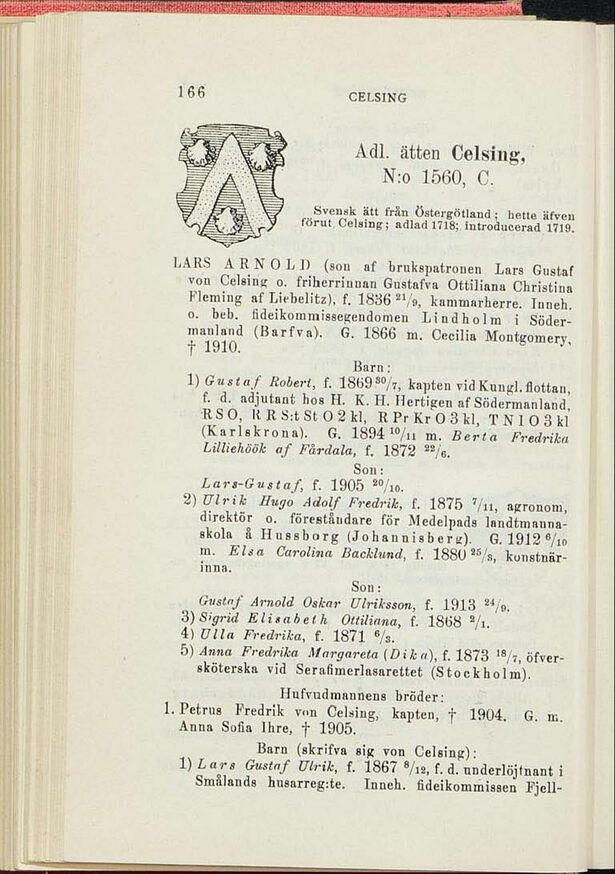 166
CELSING
Adl. ätten Celsing,
N:o 1560, C.
Svensk ätt från Östergötland; hette äfven
förut Celsing; adlad 1718; introducerad 1719.
LARS ARNOLD (son af brukspatronen Lars Gustaf
von Celsing o. friherrinnan Gustafva Ottiliana Christina
Fleming af Liebelitz), f. 1836 21/9, kammarherre. Inneh.
o. beb. fideikommissegendomen Lindholm i Söder-
manland (Barfva). G. 1866 m. Cecilia Montgomery,
† 1910.
Barn:
1) Gustaf Robert, f. 1869 30/7, kapten vid Kungl. flottan,
f. d. adjutant hos H. K. H. Hertigen af Södermanland,
RSO, RRS:tStO2kl, RPrKrO3kl, TNIO3kl
(Karlskrona). G. 1894 10/11 m. Berta Fredrika
Lilliehöök af Fårdala, f. 1872 22/6.
Son:
Lars-Gustaf, f. 1905 20/10.
2) Ulrik Hugo Adolf Fredrik, f. 1875 7/11, agronom,
direktör o. föreståndare för Medelpads landtmanna-
skola å Hussborg (Johannisberg). G. 1912 6/10
m. Elsa Carolina Backlund, f. 1880 25/8, konstnär-
inna.
Son:
Gustaf Arnold Oskar Ulriksson, f. 1913 24/9.
3) Sigrid Elisabeth Ottiliana, f. 1868 2/1.
4) Ulla Fredrika, f. 1871 6/3.
5) Anna Fredrika Margareta (Dika), f. 1873 18/7, öfver-
sköterska vid Serafimerlasarettet (Stockholm).
Hufvudmannens bröder:
1. Petrus Fredrik von Celsing, kapten, † 1904. G. m.
Anna Sofia Ihre, † 1905.
Barn (skrifva sig von Celsing):
1) Lars Gustaf Ulrik, f. 1867 8/12, f. d. underlöjtnant i
Smålands husarreg:te. Inneh. fideikommissen Fjell-